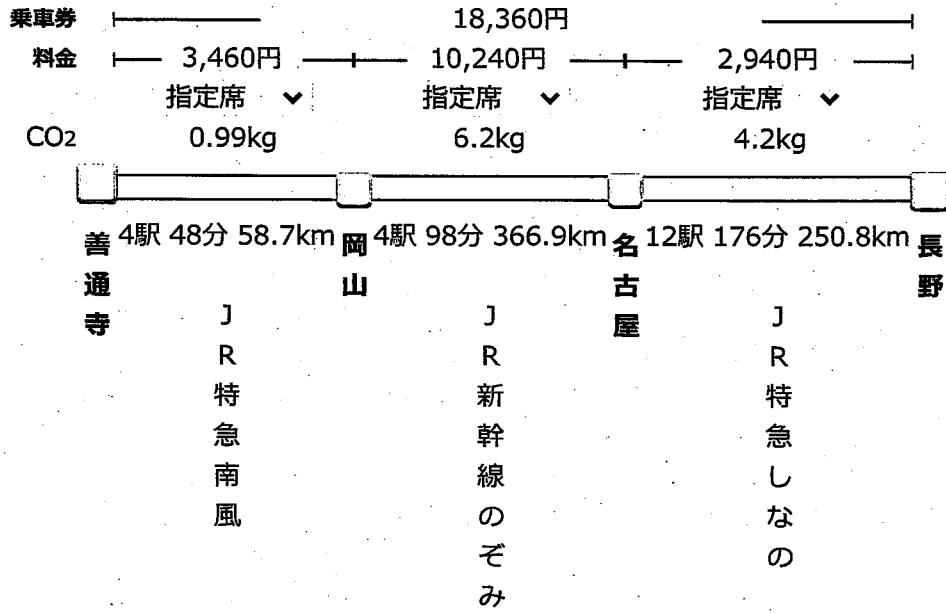 乗車券 18,360円
料金 3,460円 10,240円 2,940円
指定席 指定席 指定席
CO2 0.99kg 6.2kg 4.2kg
4駅 48分 58.7km 4駅 98分 366.9km 12駅 176分 250.8km
善通寺
岡山
名古屋
長野
JR特急南風
JR新幹線のぞみ
JR特急しなの